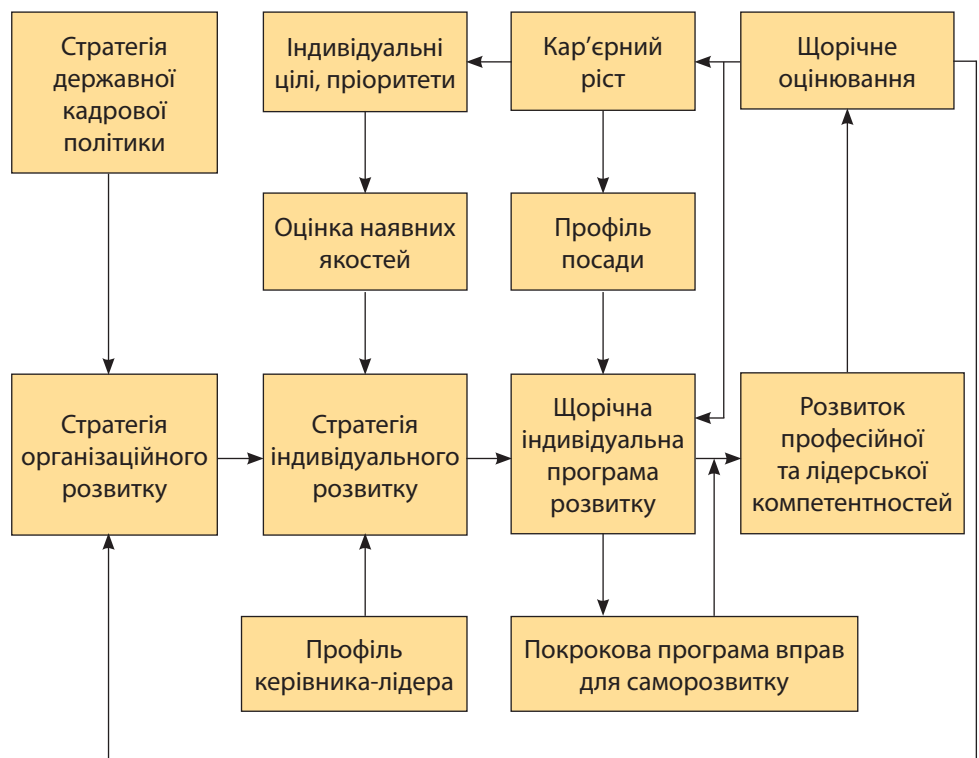 Стратегія
державної
кадрової
політики
Індивідуальні
цілі, пріоритети
Кар’єрний
ріст
Щорічне
оцінювання
Оцінка наявних
якостей
Профіль
посади
Стратегія
організаційного
розвитку
Стратегія
індивідуального
розвитку
Щорічна
індивідуальна
програма
розвитку
Розвиток
професійної
та лідерської
компетентностей
Профіль
керівника-лідера
Покрокова програма вправ
для саморозвитку